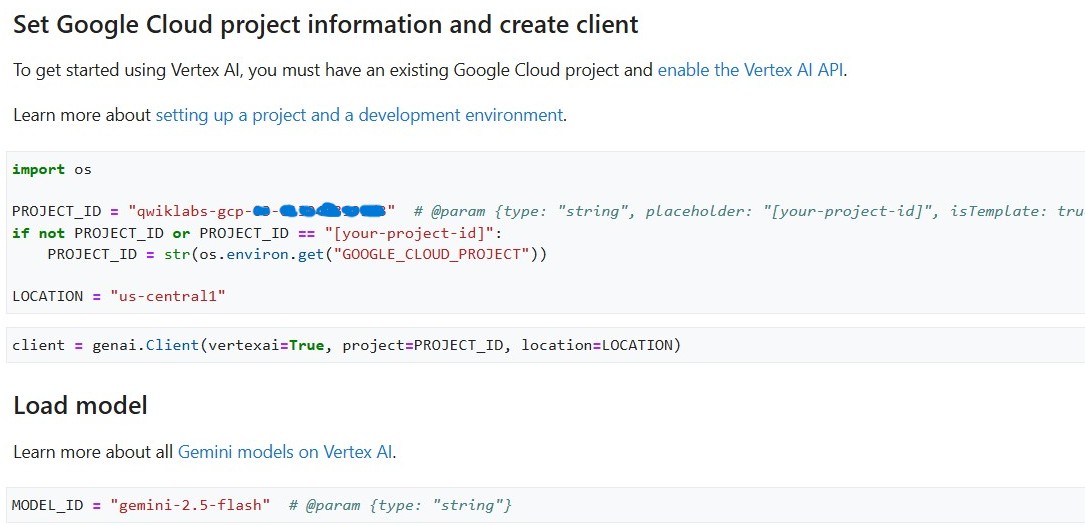 Set Google Cloud project information and create client
To get started using Vertex AI, you must have an existing Google Cloud project and enable the Vertex AI API.
Learn more about setting up a project and a development environment.
import os
PROJECT_ID = "qwiklabs-gcp-" # @param {type: "string", placeholder: "[your-project-id]", isTemplate: tru
if not PROJECT_ID or PROJECT_ID == "[your-project-id]":
    PROJECT_ID = str(os.environ.get("GOOGLE_CLOUD_PROJECT"))
LOCATION = "us-central1"
client = genai.Client(vertexai=True, project=PROJECT_ID, location=LOCATION)
Load model
Learn more about all Gemini models on Vertex AI.
MODEL_ID = "gemini-2.5-flash" # @param {type: "string"}